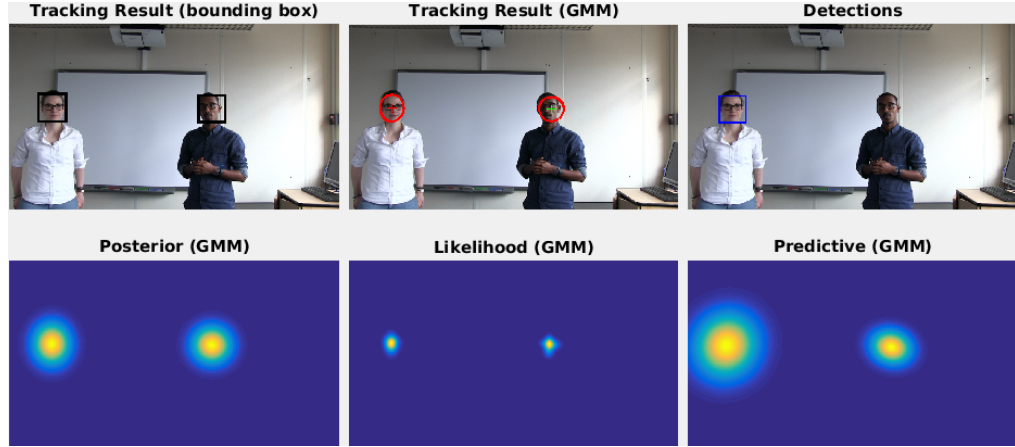 Tracking Result (bounding box)
Tracking Result (GMM)
Detections
Posterior (GMM)
Likelihood (GMM)
Predictive (GMM)